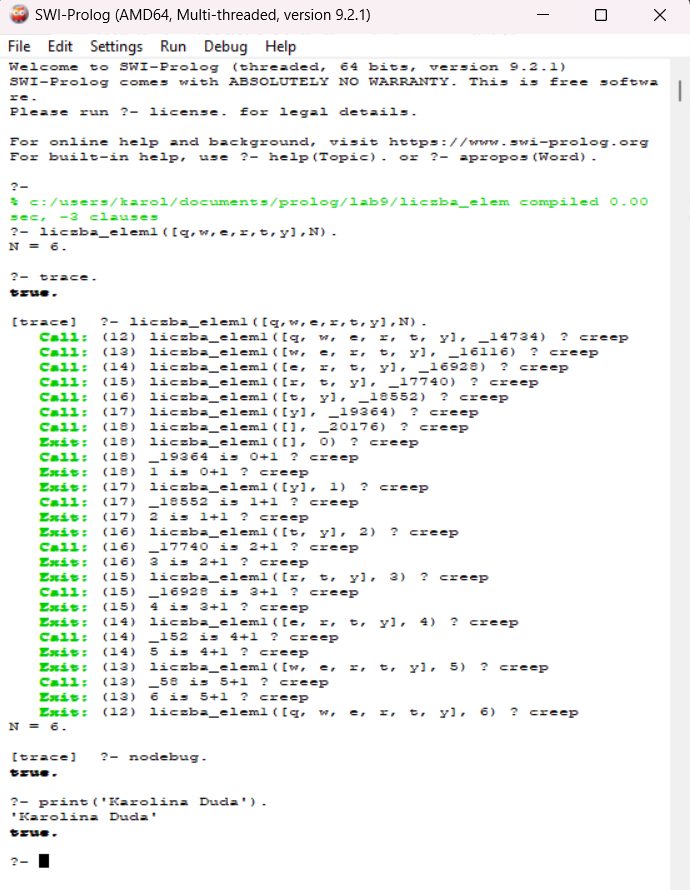 SWI-Prolog (AMD64, Multi-threaded, version 9.2.1)
File Edit Settings Run Debug Help
Welcome to SWI-Prolog (threaded, 64 bits, version 9.2.1)
SWI-Prolog comes with ABSOLUTELY NO WARRANTY. This is free softwa
re.
Please run ?- license. for legal details.
For online help and background, visit https://www.swi-prolog.org
For built-in help, use ?- help(Topic). or ?- apropos(Word).
?-
% c:/users/karol/documents/prolog/lab9/liczba_elem compiled 0.00
sec, -3 clauses
?- liczba_elem1([q,w,e,r,t,y],N).
N = 6.
?- trace.
true.
[trace]  ?- liczba_elem1([q,w,e,r,t,y],N).
Call: (12) liczba_elem1([q, w, e, r, t, y], _14734) ? creep
Call: (13) liczba_elem1([w, e, r, t, y], _16116) ? creep
Call: (14) liczba_elem1([e, r, t, y], _16928) ? creep
Call: (15) liczba_elem1([r, t, y], _17740) ? creep
Call: (16) liczba_elem1([t, y], _18552) ? creep
Call: (17) liczba_elem1([y], _19364) ? creep
Call: (18) liczba_elem1([], _20176) ? creep
Exit: (18) liczba_elem1([], 0) ? creep
Call: (18) _19364 is 0+1 ? creep
Exit: (18) 1 is 0+1 ? creep
Exit: (17) liczba_elem1([y], 1) ? creep
Call: (17) _18552 is 1+1 ? creep
Exit: (17) 2 is 1+1 ? creep
Exit: (16) liczba_elem1([t, y], 2) ? creep
Call: (16) _17740 is 2+1 ? creep
Exit: (16) 3 is 2+1 ? creep
Exit: (15) liczba_elem1([r, t, y], 3) ? creep
Call: (15) _16928 is 3+1 ? creep
Exit: (15) 4 is 3+1 ? creep
Exit: (14) liczba_elem1([e, r, t, y], 4) ? creep
Call: (14) _152 is 4+1 ? creep
Exit: (14) 5 is 4+1 ? creep
Exit: (13) liczba_elem1([w, e, r, t, y], 5) ? creep
Call: (13) _58 is 5+1 ? creep
Exit: (13) 6 is 5+1 ? creep
Exit: (12) liczba_elem1([q, w, e, r, t, y], 6) ? creep
N = 6.
[trace]  ?- nodebug.
true.
?- print('Karolina Duda').
'Karolina Duda'
true.
?-